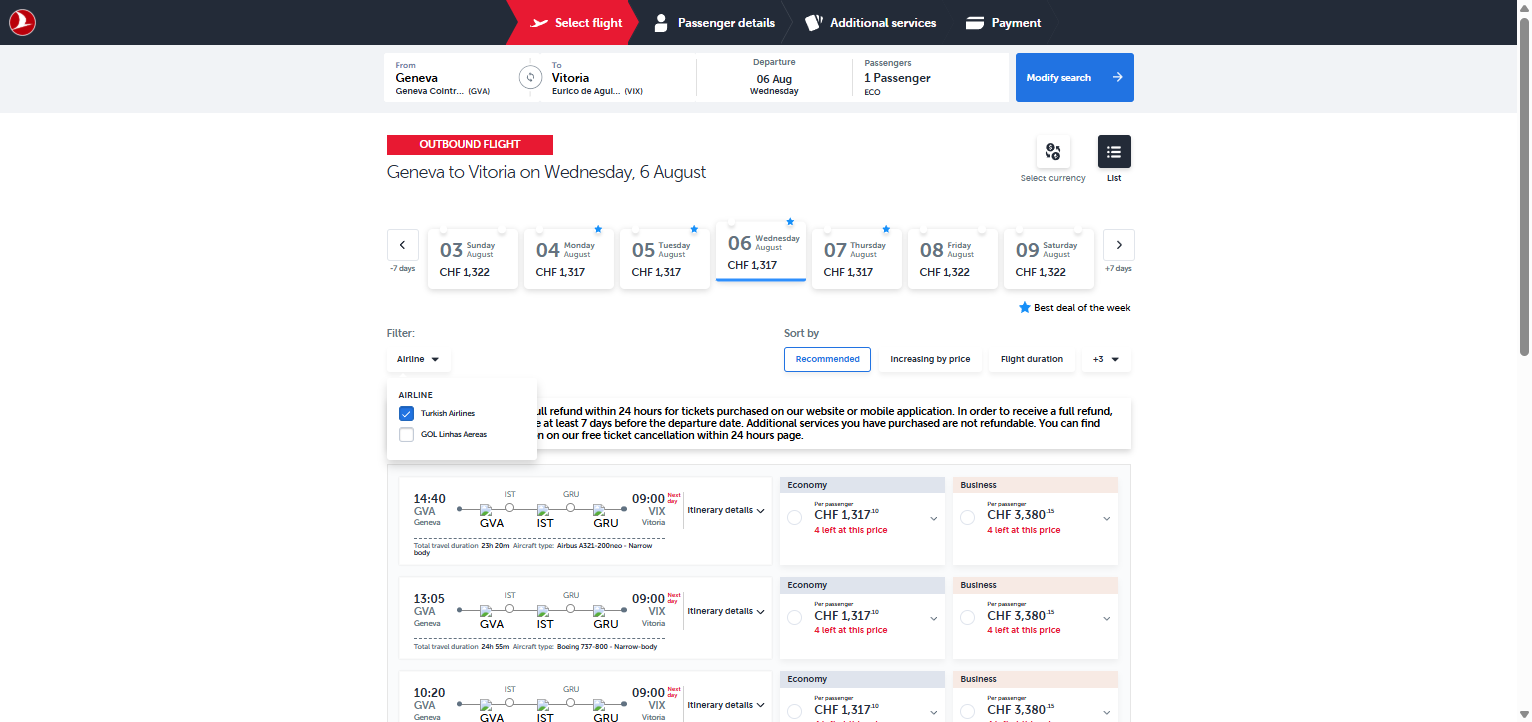 Select flight
Passenger details
Additional services
Payment
From
Geneva
Geneva Cointr... (GVA)
To
Vitoria
Eurico de Agui... (VIX)
Departure
06 Aug
Wednesday
Passengers
1 Passenger
ECO
Modify search
OUTBOUND FLIGHT
Geneva to Vitoria on Wednesday, 6 August
Select currency
List
-7 days
03 Sunday August
CHF 1,322
04 Monday August
CHF 1,317
05 Tuesday August
CHF 1,317
06 Wednesday August
CHF 1,317
07 Thursday August
CHF 1,317
08 Friday August
CHF 1,322
09 Saturday August
CHF 1,322
+7 days
Best deal of the week
Filter:
Airline
Sort by
Recommended
Increasing by price
Flight duration
+3
AIRLINE
Turkish Airlines
GOL Linhas Aereas
ull refund within 24 hours for tickets purchased on our website or mobile application. In order to receive a full refund,
e at least 7 days before the departure date. Additional services you have purchased are not refundable. You can find
n on our free ticket cancellation within 24 hours page.
14:40
GVA
Geneva
IST
GRU
GVA
IST
GRU
09:00 Next day
VIX
Vitoria
Itinerary details
Total travel duration 23h 20m Aircraft type: Airbus A321-200neo - Narrow
body
Economy
Per passenger
CHF 1,317.10
4 left at this price
Business
Per passenger
CHF 3,380.15
4 left at this price
13:05
GVA
Geneva
IST
GRU
GVA
IST
GRU
09:00 Next day
VIX
Vitoria
Itinerary details
Total travel duration 24h 55m Aircraft type: Boeing 737-800 - Narrow-body
Economy
Per passenger
CHF 1,317.10
4 left at this price
Business
Per passenger
CHF 3,380.15
4 left at this price
10:20
GVA
Geneva
IST
GRU
GVA
IST
GRU
09:00 Next day
VIX
Vitoria
Itinerary details
Economy
Per passenger
CHF 1,317.10
Business
Per passenger
CHF 3,380.15